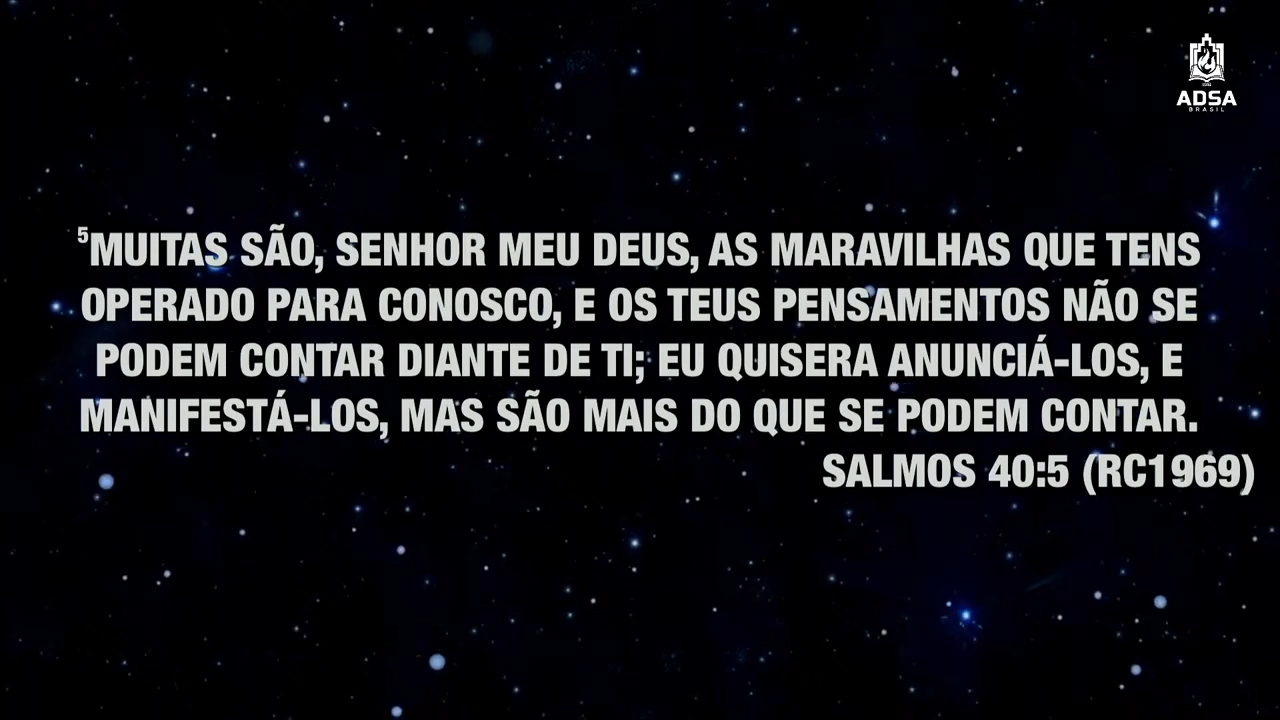 ADSA
BRASIL
⁵MUITAS SÃO, SENHOR MEU DEUS, AS MARAVILHAS QUE TENS
OPERADO PARA CONOSCO, E OS TEUS PENSAMENTOS NÃO SE
PODEM CONTAR DIANTE DE TI; EU QUISERA ANUNCIÁ-LOS, E
MANIFESTÁ-LOS, MAS SÃO MAIS DO QUE SE PODEM CONTAR.
SALMOS 40:5 (RC1969)